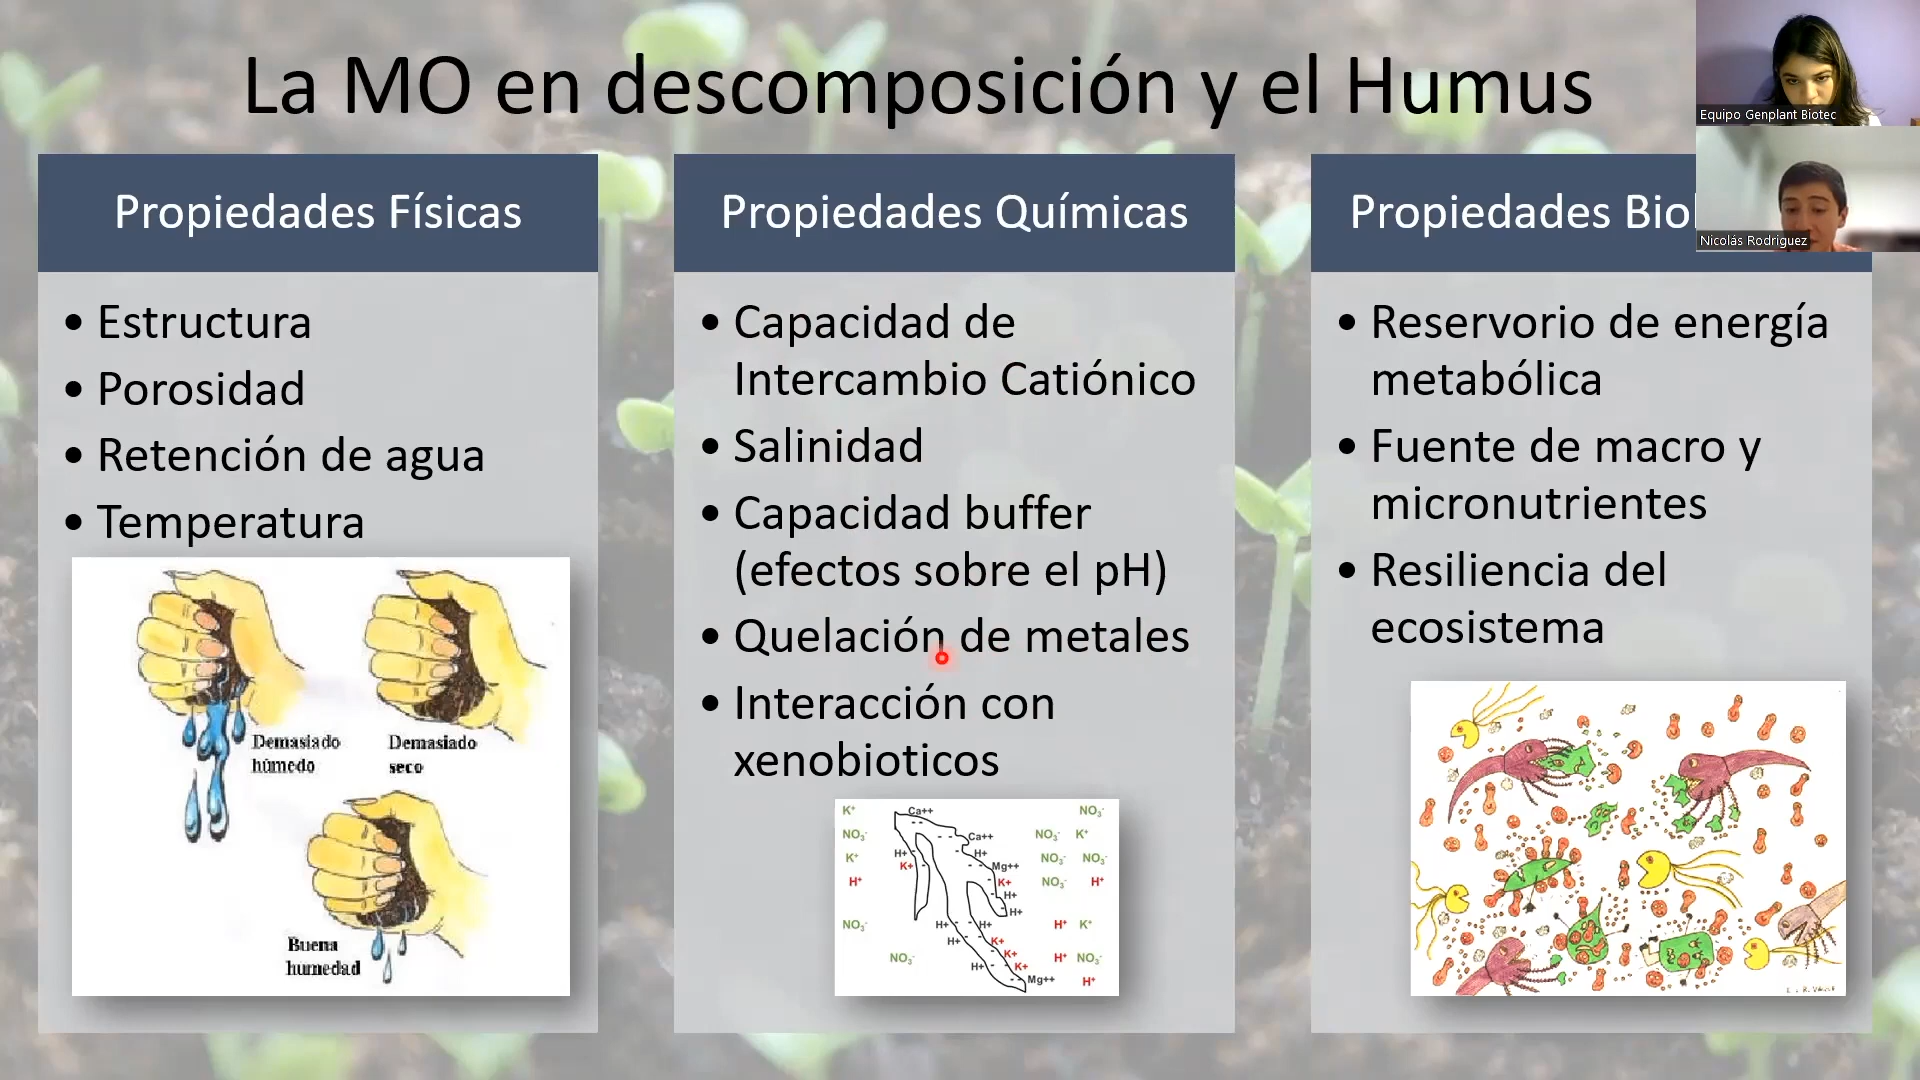 La MO en descomposición y el Humus
Equipo Genplant Biotec
Nicolás Rodriguez
Propiedades Físicas
• Estructura
• Porosidad
• Retención de agua
• Temperatura
Demasiado
húmedo
Demasiado
seco
Buena
humedad
Propiedades Químicas
• Capacidad de
Intercambio Catiónico
• Salinidad
• Capacidad buffer
(efectos sobre el pH)
• Quelación de metales
• Interacción con
xenobioticos
K⁺ Ca++ NO₃⁻
NO₃⁻ Ca++ NO₃⁻ K⁺
K⁺ H+ H+ NO₃⁻ NO₃⁻
K+ Mg++
H⁺ K+ NO₃⁻ H⁺
H+
H+
NO₃⁻ H+ H+ H⁺ K⁺
H+ K+
NO₃⁻ K+ H⁺ NO₃⁻
H+ K+
Mg++ H⁺
Propiedades Bio
• Reservorio de energía
metabólica
• Fuente de macro y
micronutrientes
• Resiliencia del
ecosistema